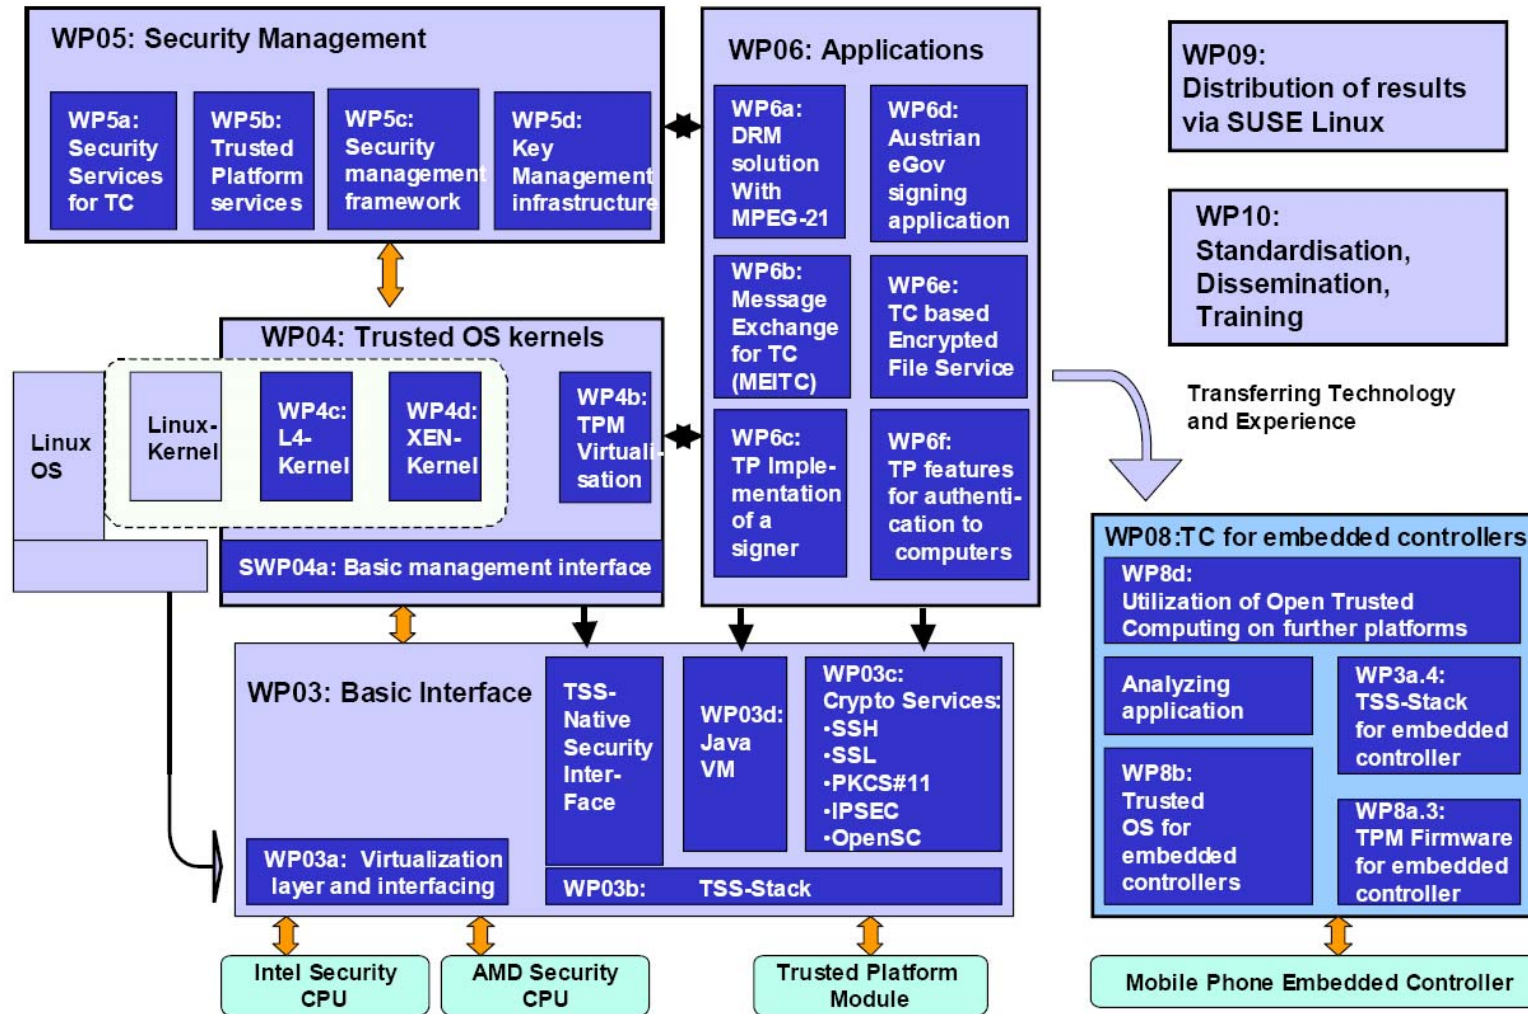 WP05: Security Management
WP5a:
Security
Services
for TC
WP5b:
Trusted
Platform
services
WP5c:
Security
management
framework
WP5d:
Key
Management
infrastructure
WP06: Applications
WP6a:
DRM
solution
With
MPEG-21
WP6d:
Austrian
eGov
signing
application
WP6b:
Message
Exchange
for TC
(MEITC)
WP6e:
TC based
Encrypted
File Service
WP6c:
TP Imple-
mentation
of a
signer
WP6f:
TP features
for authenti-
cation to
computers
WP09:
Distribution of results
via SUSE Linux
WP10:
Standardisation,
Dissemination,
Training
Transferring Technology
and Experience
WP04: Trusted OS kernels
Linux
OS
Linux-
Kernel
WP4c:
L4-
Kernel
WP4d:
XEN-
Kernel
WP4b:
TPM
Virtuali-
sation
SWP04a: Basic management interface
WP03: Basic Interface
TSS-
Native
Security
Inter-
Face
WP03d:
Java
VM
WP03c:
Crypto Services:
•SSH
•SSL
•PKCS#11
•IPSEC
•OpenSC
WP03a: Virtualization
layer and interfacing
WP03b: TSS-Stack
Intel Security
CPU
AMD Security
CPU
Trusted Platform
Module
WP08:TC for embedded controllers
WP8d:
Utilization of Open Trusted
Computing on further platforms
Analyzing
application
WP3a.4:
TSS-Stack
for embedded
controller
WP8b:
Trusted
OS for
embedded
controllers
WP8a.3:
TPM Firmware
for embedded
controller
Mobile Phone Embedded Controller